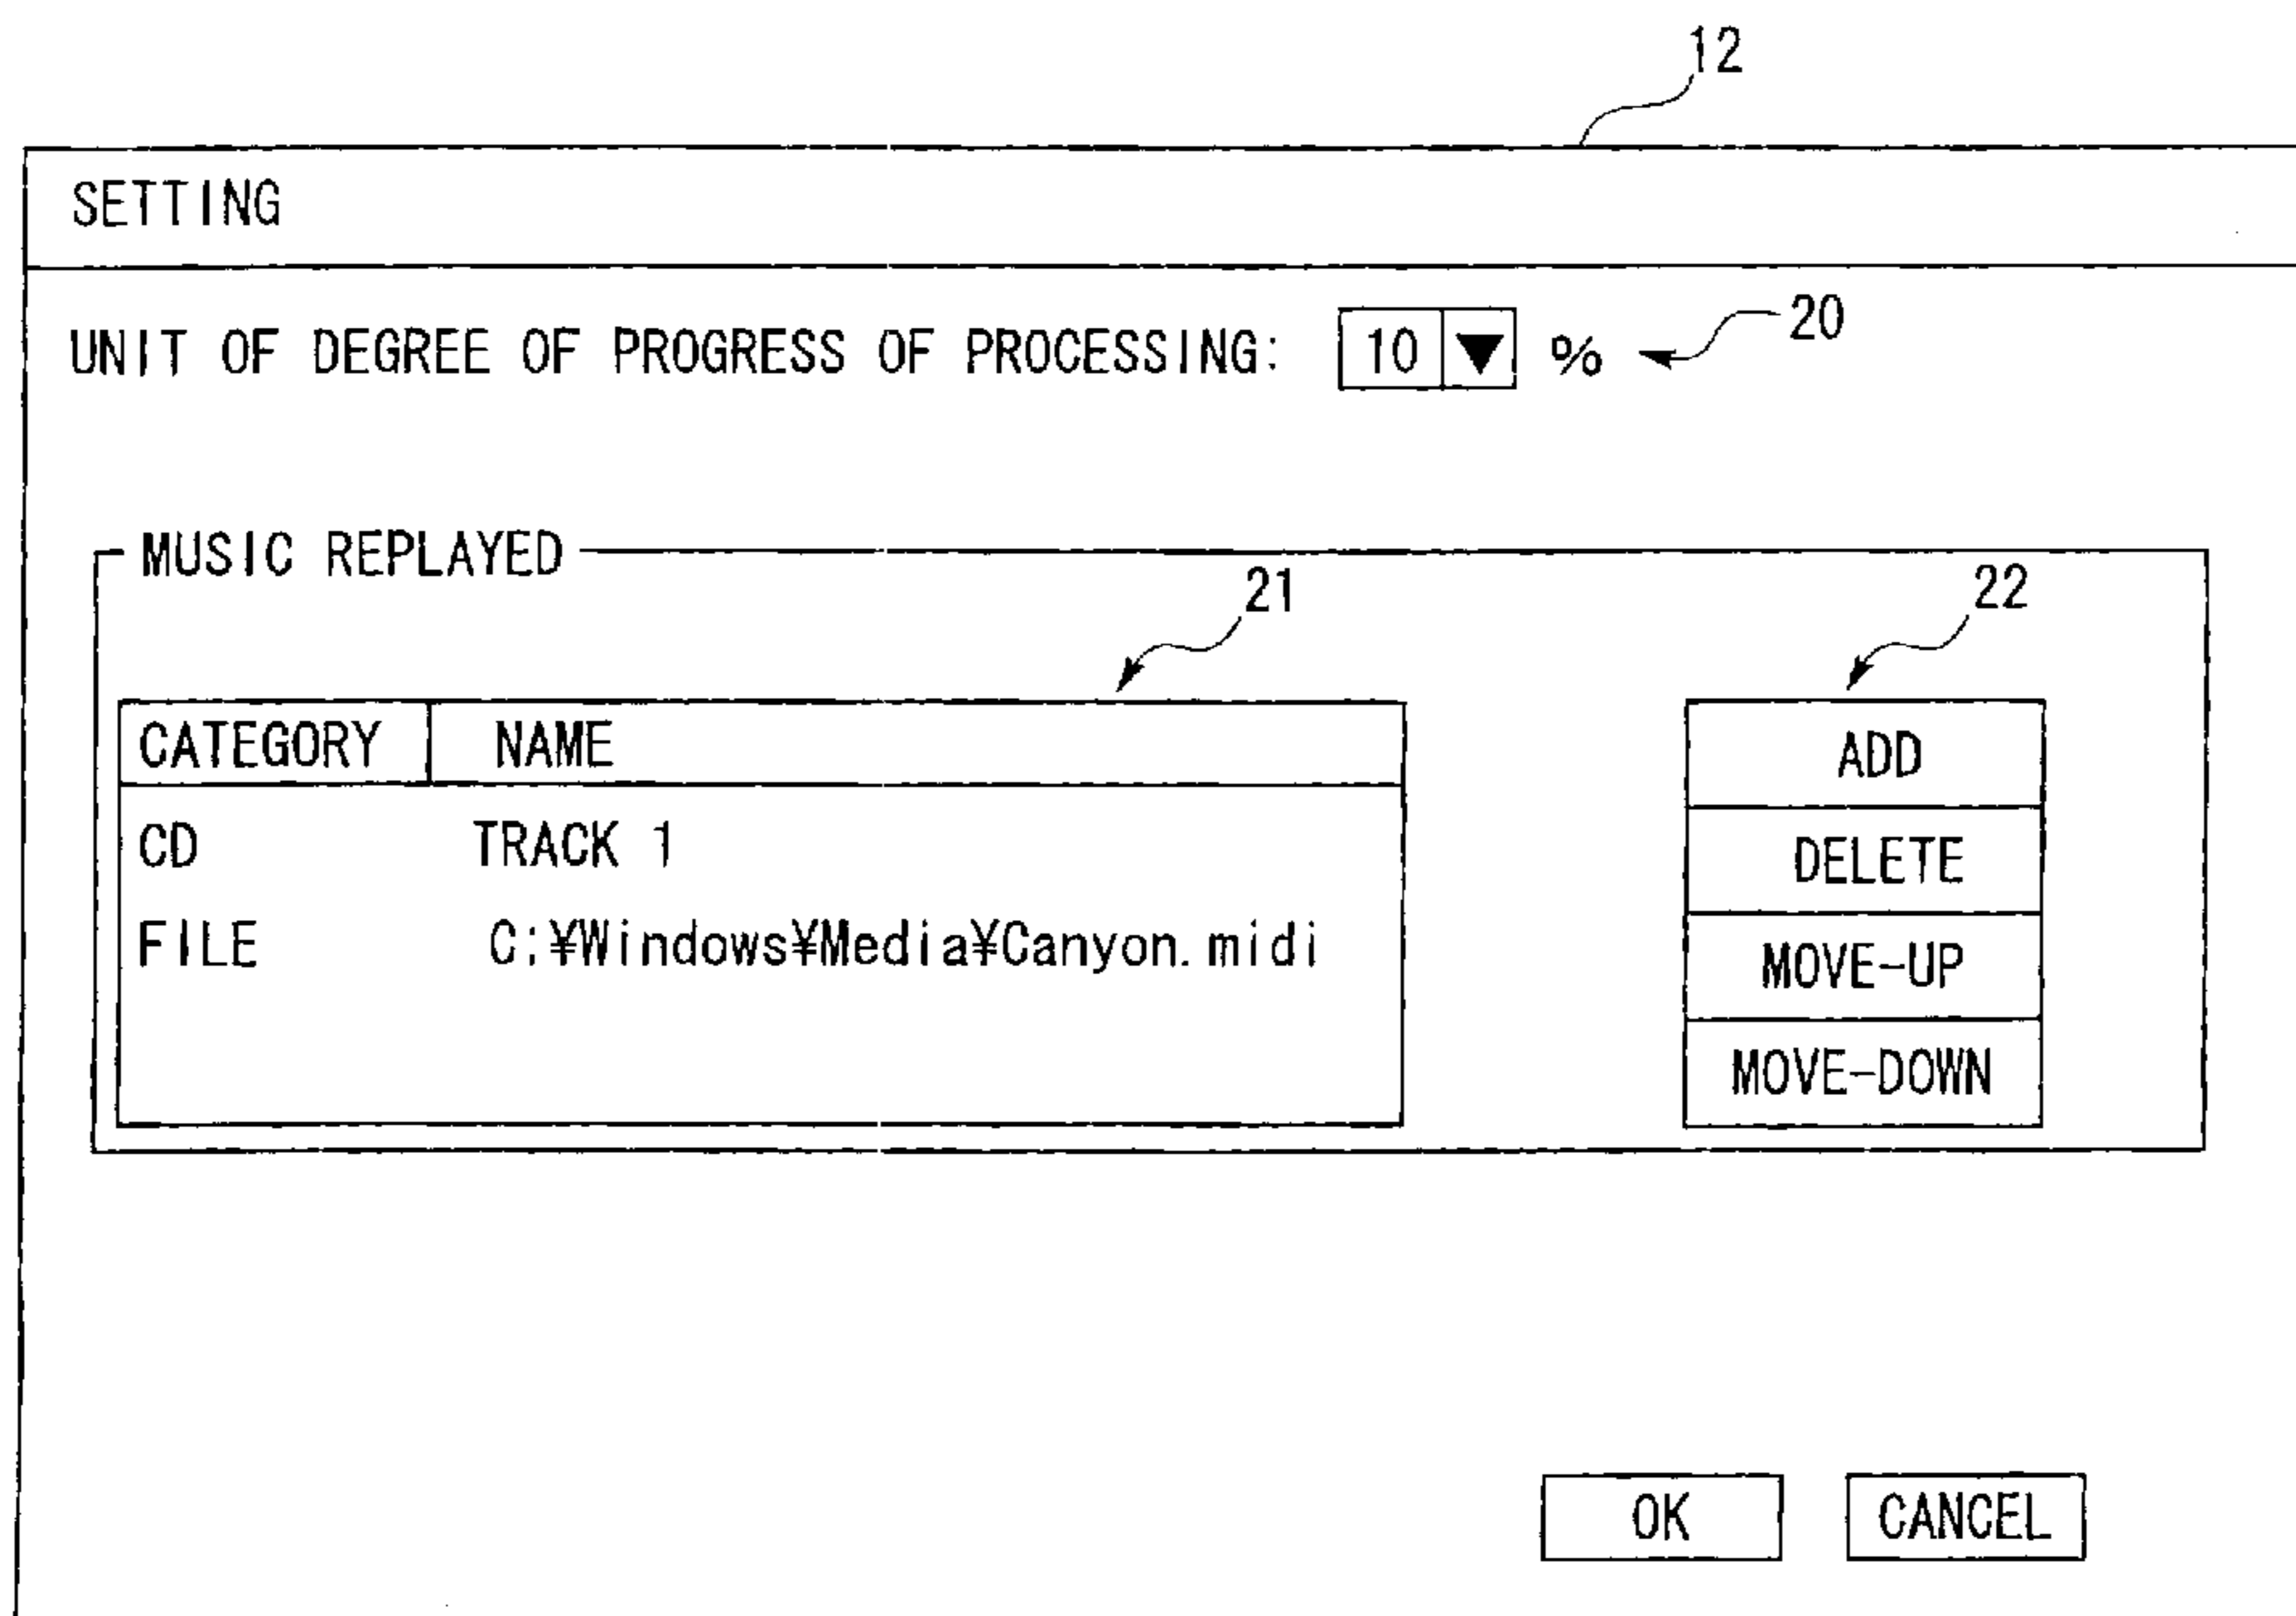 12
SETTING
UNIT OF DEGREE OF PROGRESS OF PROCESSING: 10 ▼ % 20
MUSIC REPLAYED
21 22
CATEGORY NAME
CD TRACK 1
FILE C:¥Windows¥Media¥Canyon.midi
ADD
DELETE
MOVE-UP
MOVE-DOWN
OK CANCEL